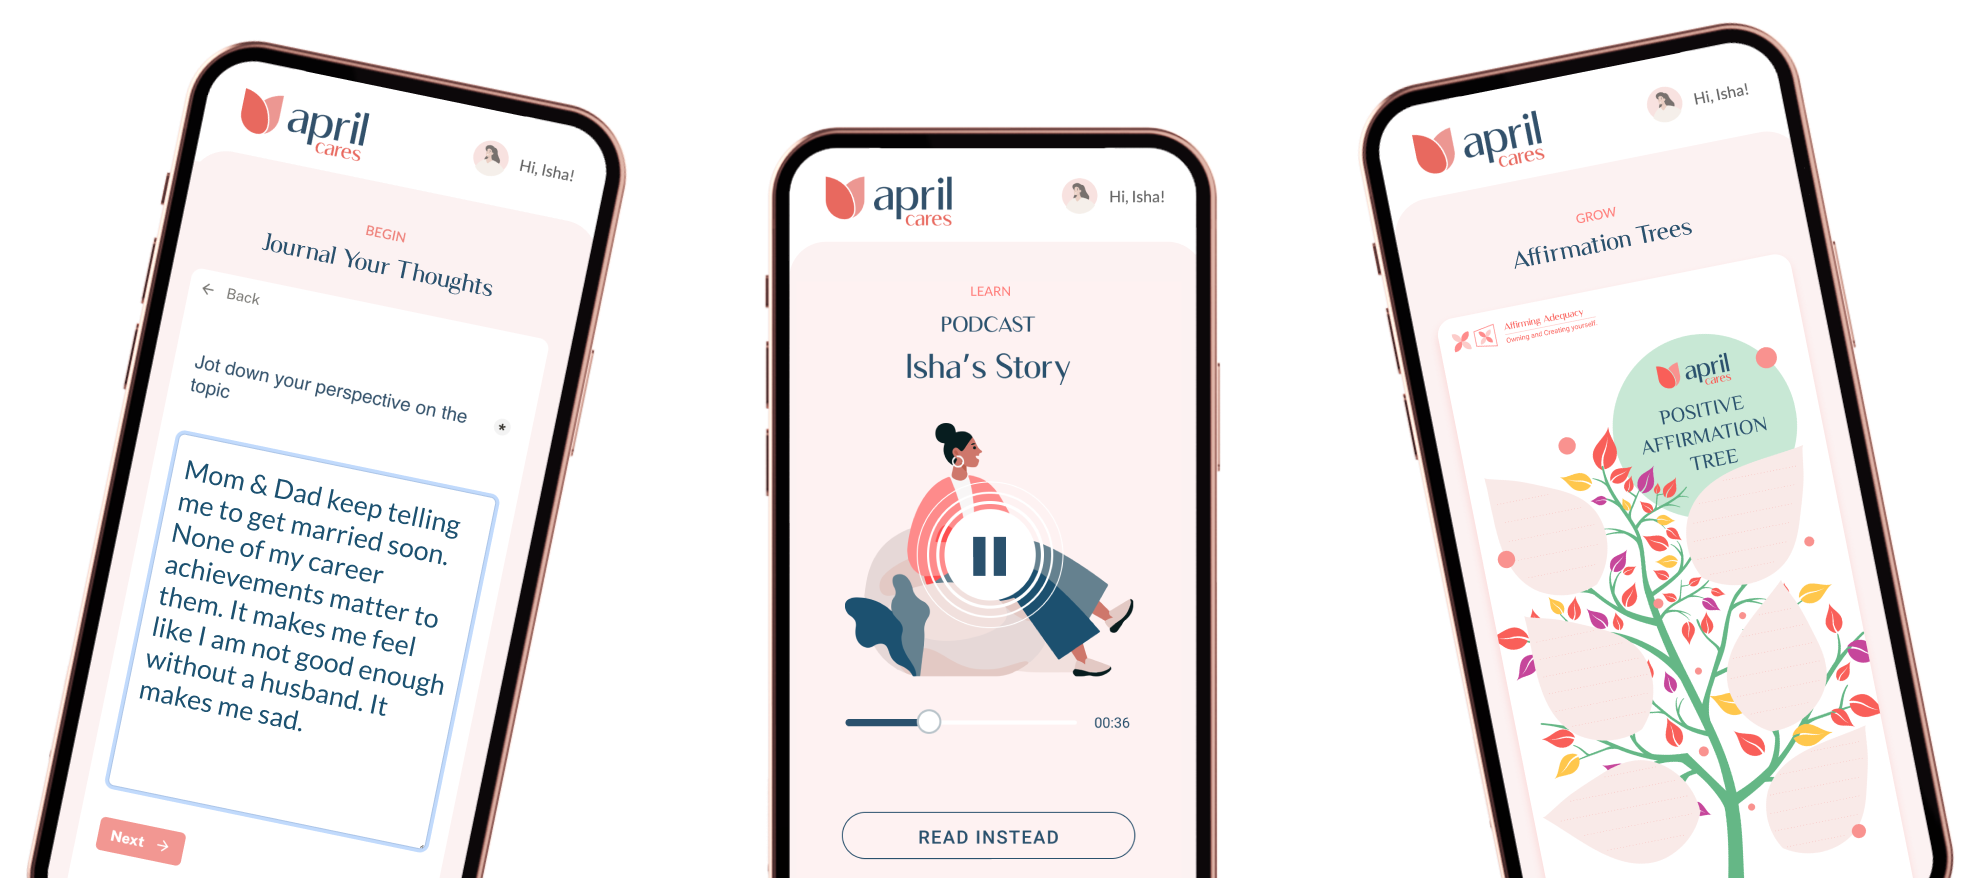 april
cares
Hi, Isha!
BEGIN
Journal Your Thoughts
← Back
Jot down your perspective on the
topic
*
Mom & Dad keep telling
me to get married soon.
None of my career
achievements matter to
them. It makes me feel
like I am not good enough
without a husband. It
makes me sad.
Next →
april
cares
Hi, Isha!
LEARN
PODCAST
Isha's Story
00:36
READ INSTEAD
april
cares
Hi, Isha!
GROW
Affirmation Trees
Affirming Adequacy
Owning and Creating yourself.
april
cares
POSITIVE
AFFIRMATION
TREE